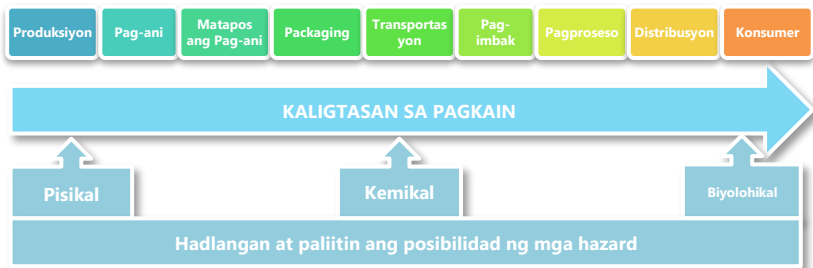 Produksiyon
Pag-ani
Matapos
ang Pag-ani
Packaging
Transportas
yon
Pag-
imbak
Pagproseso
Distribusyon
Konsumer
KALIGTASAN SA PAGKAIN
Pisikal
Kemikal
Biyolohikal
Hadlangan at paliitin ang posibilidad ng mga hazard